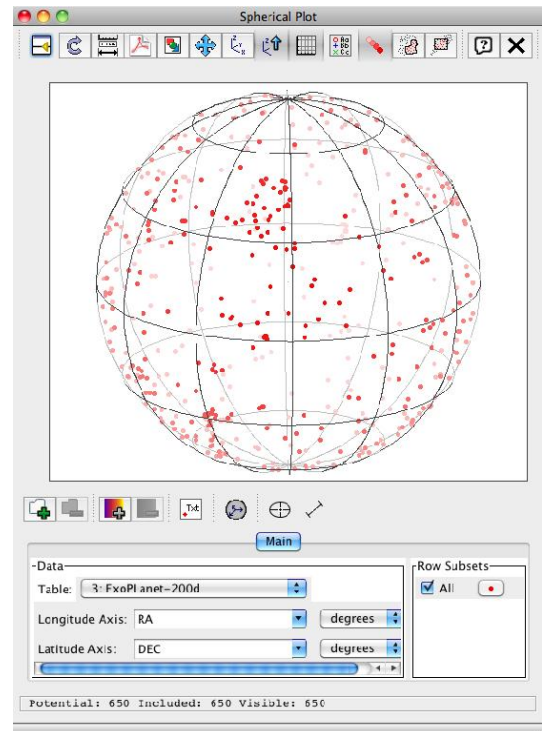 Spherical Plot
Main
Data
Row Subsets
Table: 3: ExoPlanet-200d
All
Longitude Axis: RA degrees
Latitude Axis: DEC degrees
Potential: 650 Included: 650 Visible: 650